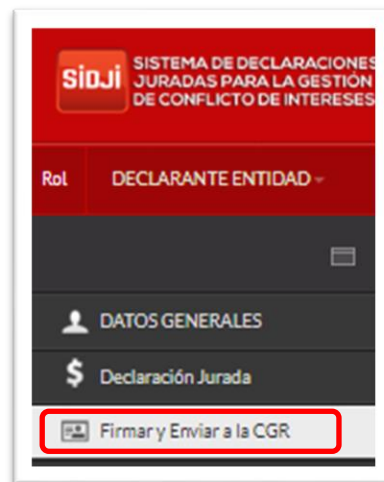 SIDJI
SISTEMA DE DECLARACIONES
JURADAS PARA LA GESTIÓN
DE CONFLICTO DE INTERESES
Rol DECLARANTE ENTIDAD
DATOS GENERALES
$ Declaración Jurada
Firmar y Enviar a la CGR